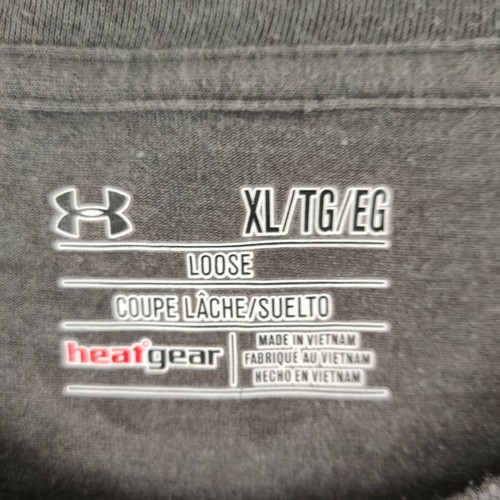 XL/TG/EG
LOOSE
COUPE LÂCHE/SUELTO
heatgear
MADE IN VIETNAM
FABRIQUÉ AU VIETNAM
HECHO EN VIETNAM